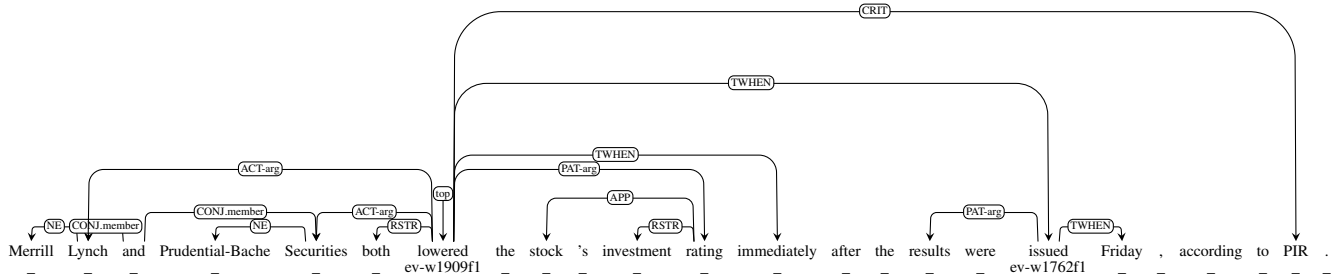 CRIT
TWHEN
TWHEN
ACT-arg PAT-arg
top
APP
CONJ.member ACT-arg PAT-arg
NE CONJ.member NE RSTR RSTR TWHEN
Merrill Lynch and Prudential-Bache Securities both lowered the stock 's investment rating immediately after the results were issued Friday , according to PIR .
_ _ _ _ _ _ ev-w1909f1 _ _ _ _ _ _ _ _ _ _ ev-w1762f1 _ _ _ _ _ _